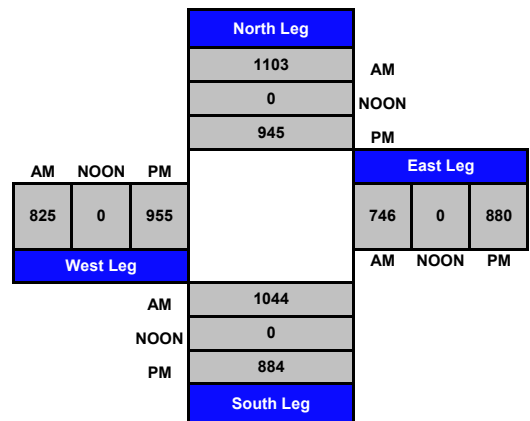 North Leg
1103 AM
0 NOON
945 PM
AM NOON PM
East Leg
825 0 955
746 0 880
West Leg
AM NOON PM
AM 1044
NOON 0
PM 884
South Leg